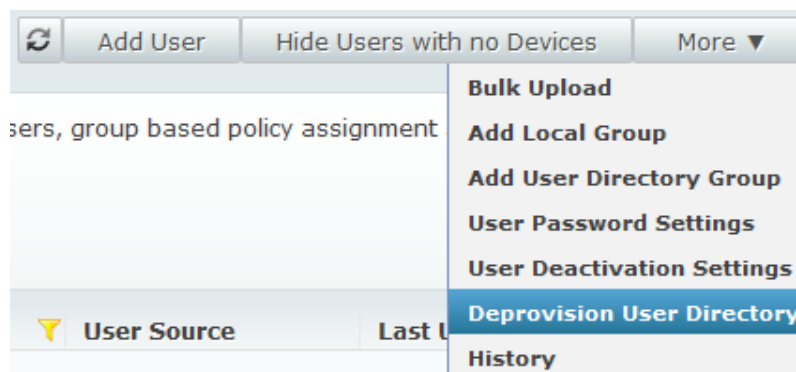 Add User Hide Users with no Devices More ▼
sers, group based policy assignment
Bulk Upload
Add Local Group
Add User Directory Group
User Password Settings
User Deactivation Settings
Deprovision User Directory
User Source Last U
History